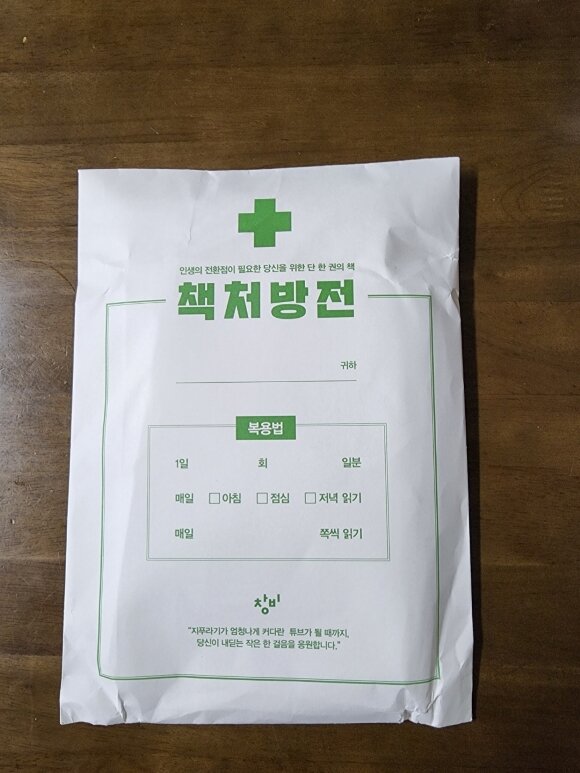 인생의 전환점이 필요한 당신을 위한 단 한 권의 책
책처방전
귀하
복용법
1일 회 일분
매일 아침 점심 저녁 읽기
매일 쪽씩 읽기
창비
"지푸라기가 엄청나게 커다란 튜브가 될 때까지,
당신이 내딛는 작은 한 걸음을 응원합니다."